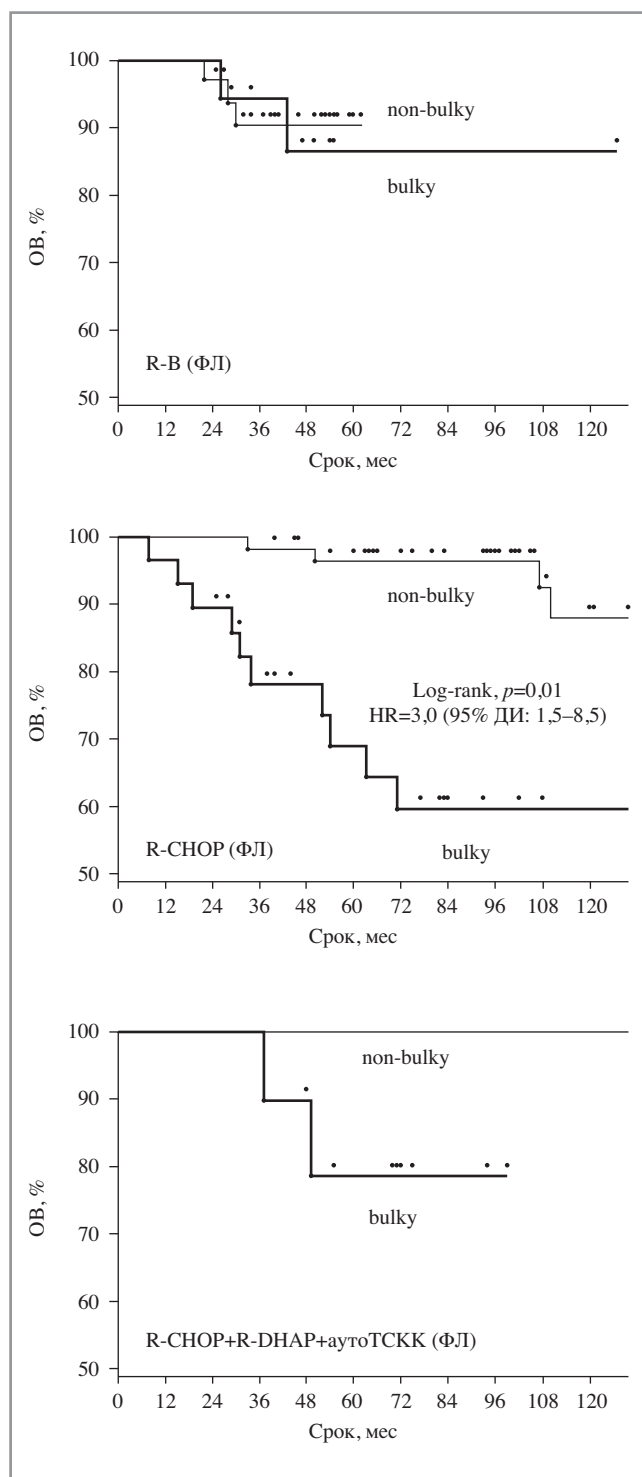 100
90
80
70
60
50
ОВ, %
non-bulky
bulky
R-B (ФЛ)
0 12 24 36 48 60 72 84 96 108 120
Срок, мес
100
90
80
70
60
50
ОВ, %
non-bulky
Log-rank, p=0,01
HR=3,0 (95% ДИ: 1,5–8,5)
R-CHOP (ФЛ)
bulky
0 12 24 36 48 60 72 84 96 108 120
Срок, мес
100
90
80
70
60
50
ОВ, %
non-bulky
bulky
R-CHOP+R-DHAP+аутоТСКК (ФЛ)
0 12 24 36 48 60 72 84 96 108 120
Срок, мес